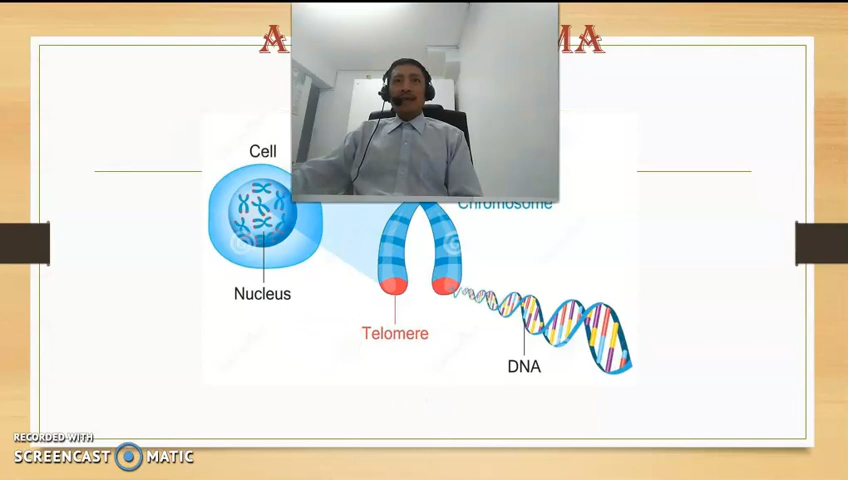 Cell
Chromosome
Nucleus
Telomere
DNA
RECORDED WITH
SCREENCAST MATIC